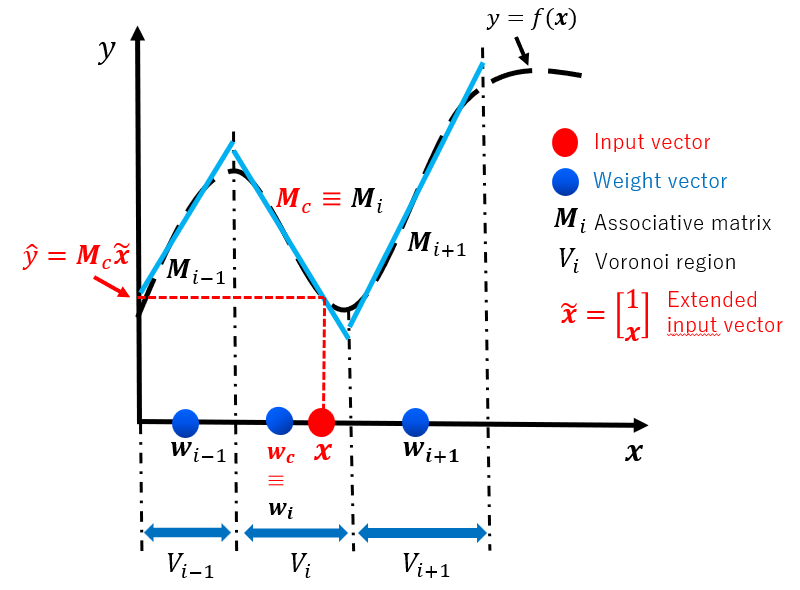 y = f(x)
y
Input vector
Weight vector
M_c ≡ M_i
M_i Associative matrix
M_{i+1}
ŷ = M_c x̃
M_{i−1}
V_i Voronoi region
x̃ = [1 x] Extended
input vector
w_{i−1}
w_c
≡
w_i
x
w_{i+1}
x
V_{i−1}
V_i
V_{i+1}